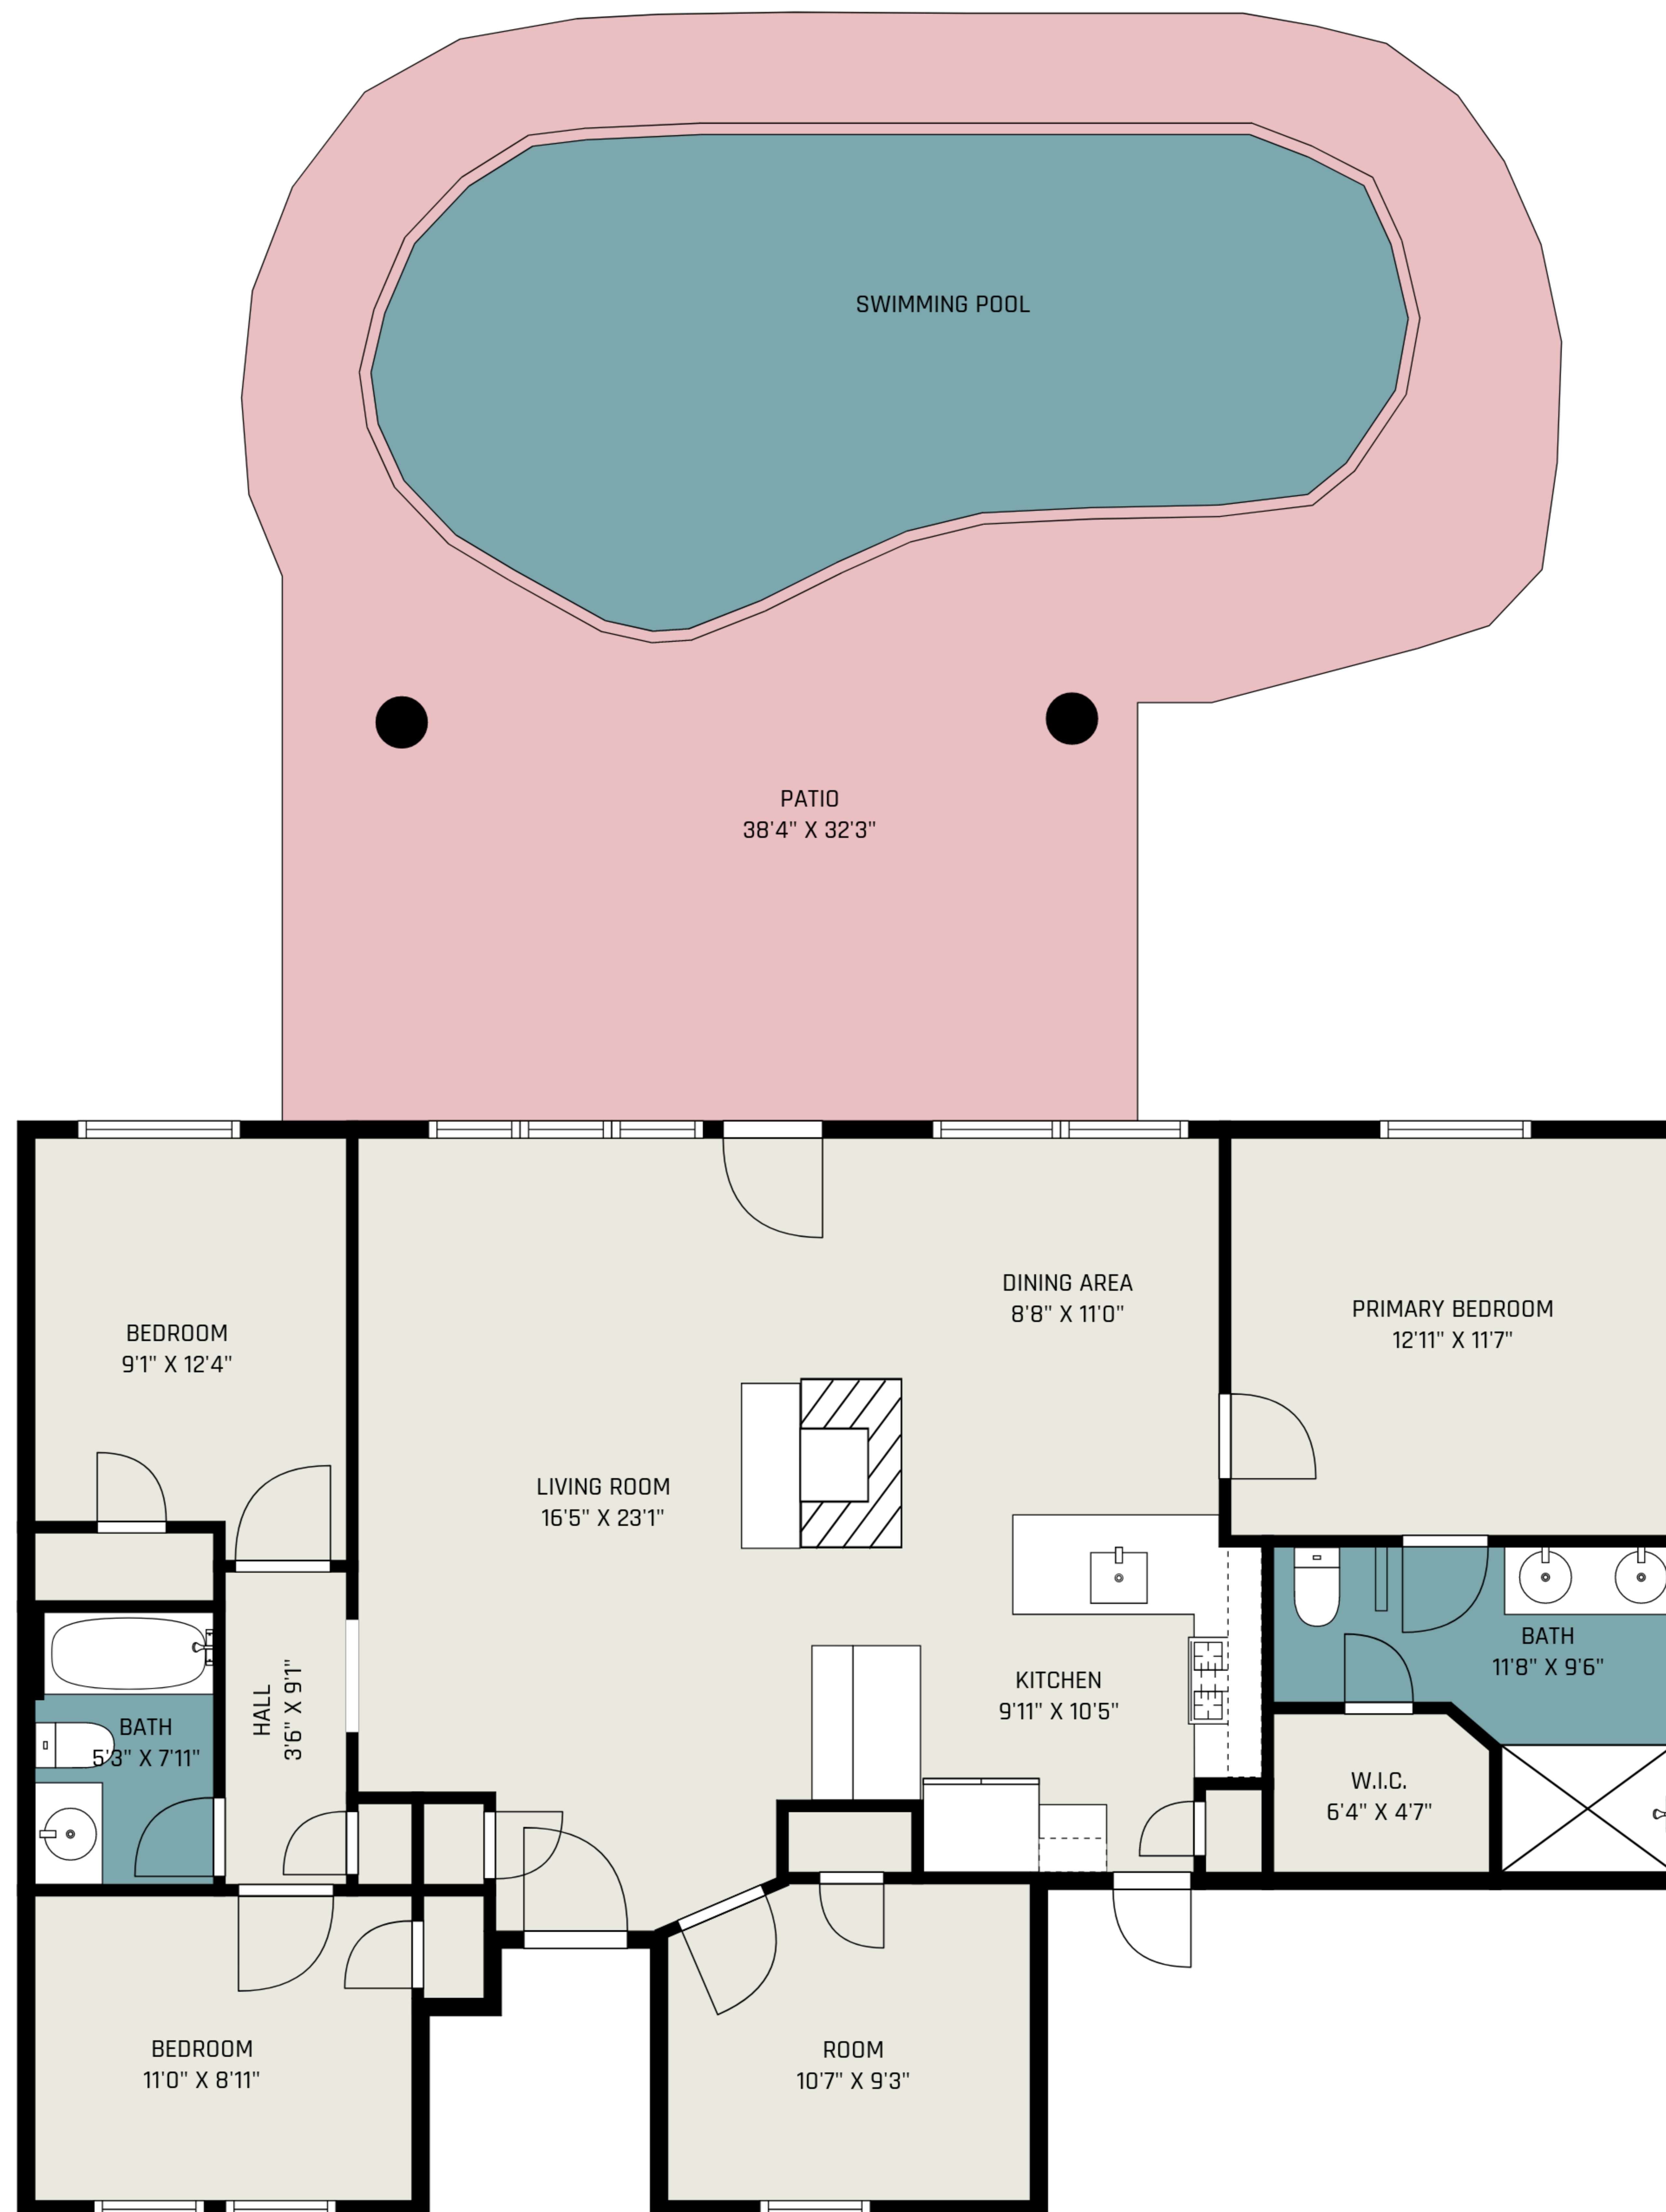 SWIMMING POOL
PATIO
38'4" X 32'3"
DINING AREA
8'8" X 11'0"
PRIMARY BEDROOM
12'11" X 11'7"
BEDROOM
9'1" X 12'4"
LIVING ROOM
16'5" X 23'1"
BATH
11'8" X 9'6"
KITCHEN
9'11" X 10'5"
HALL
3'6" X 9'1"
BATH
5'3" X 7'11"
W.I.C.
6'4" X 4'7"
BEDROOM
11'0" X 8'11"
ROOM
10'7" X 9'3"